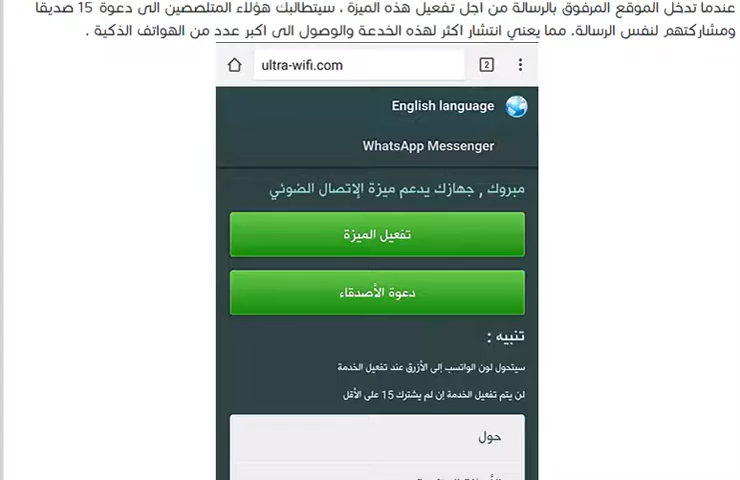 عندما تدخل الموقع المرفوق بالرسالة من اجل تفعيل هذه الميزة ، سيتطالبك هؤلاء المتلصصين الى دعوة 15 صديقا
ومشاركتهم لنفس الرسالة. مما يعني انتشار اكثر لهذه الخدعة والوصول الى اكبر عدد من الهواتف الذكية .
ultra-wifi.com
2
English language
WhatsApp Messenger
مبروك , جهازك يدعم ميزة الإتصال الضوئي
تفعيل الميزة
دعوة الأصدقاء
تنبيه :
سيتحول لون الواتسب إلى الأزرق عند تفعيل الخدمة
لن يتم تفعيل الخدمة إن لم يشترك 15 على الأقل
حول